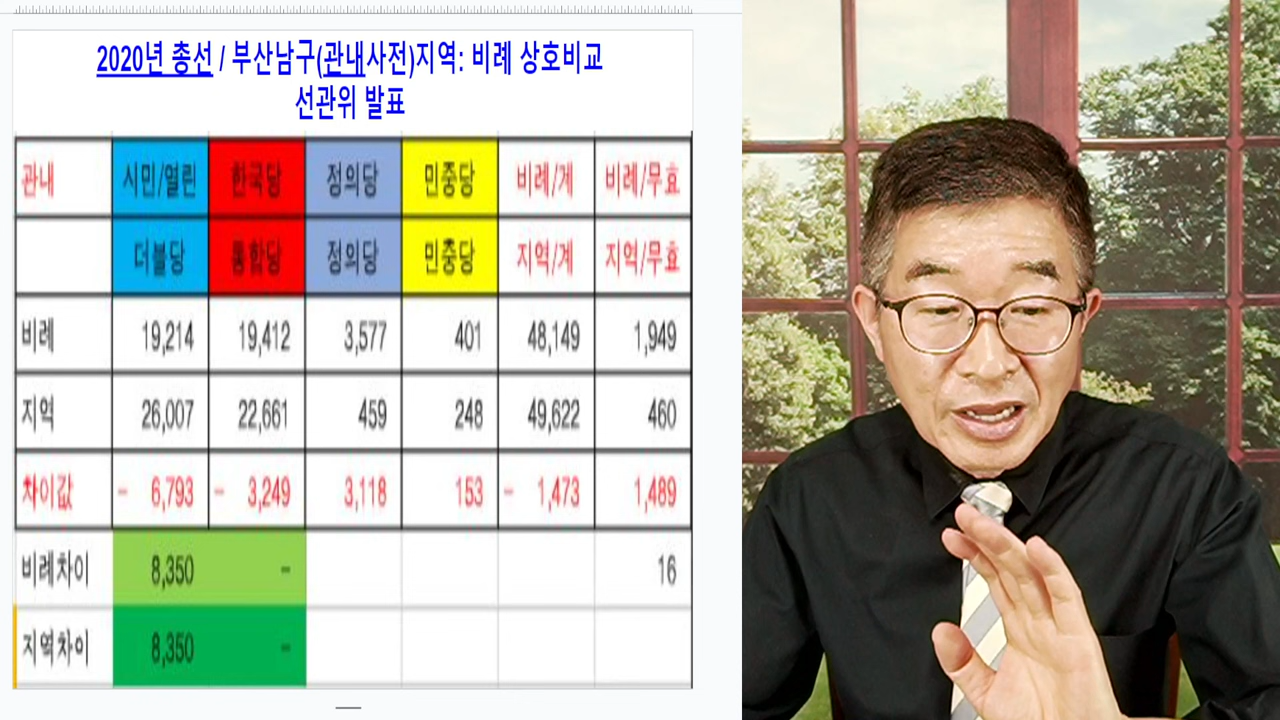 2020년 총선 / 부산남구(관내사전)지역: 비례 상호비교
선관위 발표
관내 시민/열린 한국당 정의당 민중당 비례/계 비례/무효
더블당 통합당 정의당 민중당 지역/계 지역/무효
비례 19,214 19,412 3,577 401 48,149 1,949
지역 26,007 22,661 459 248 49,622 460
차이값 - 6,793 - 3,249 3,118 153 - 1,473 1,489
비례차이 8,350 - 16
지역차이 8,350 -